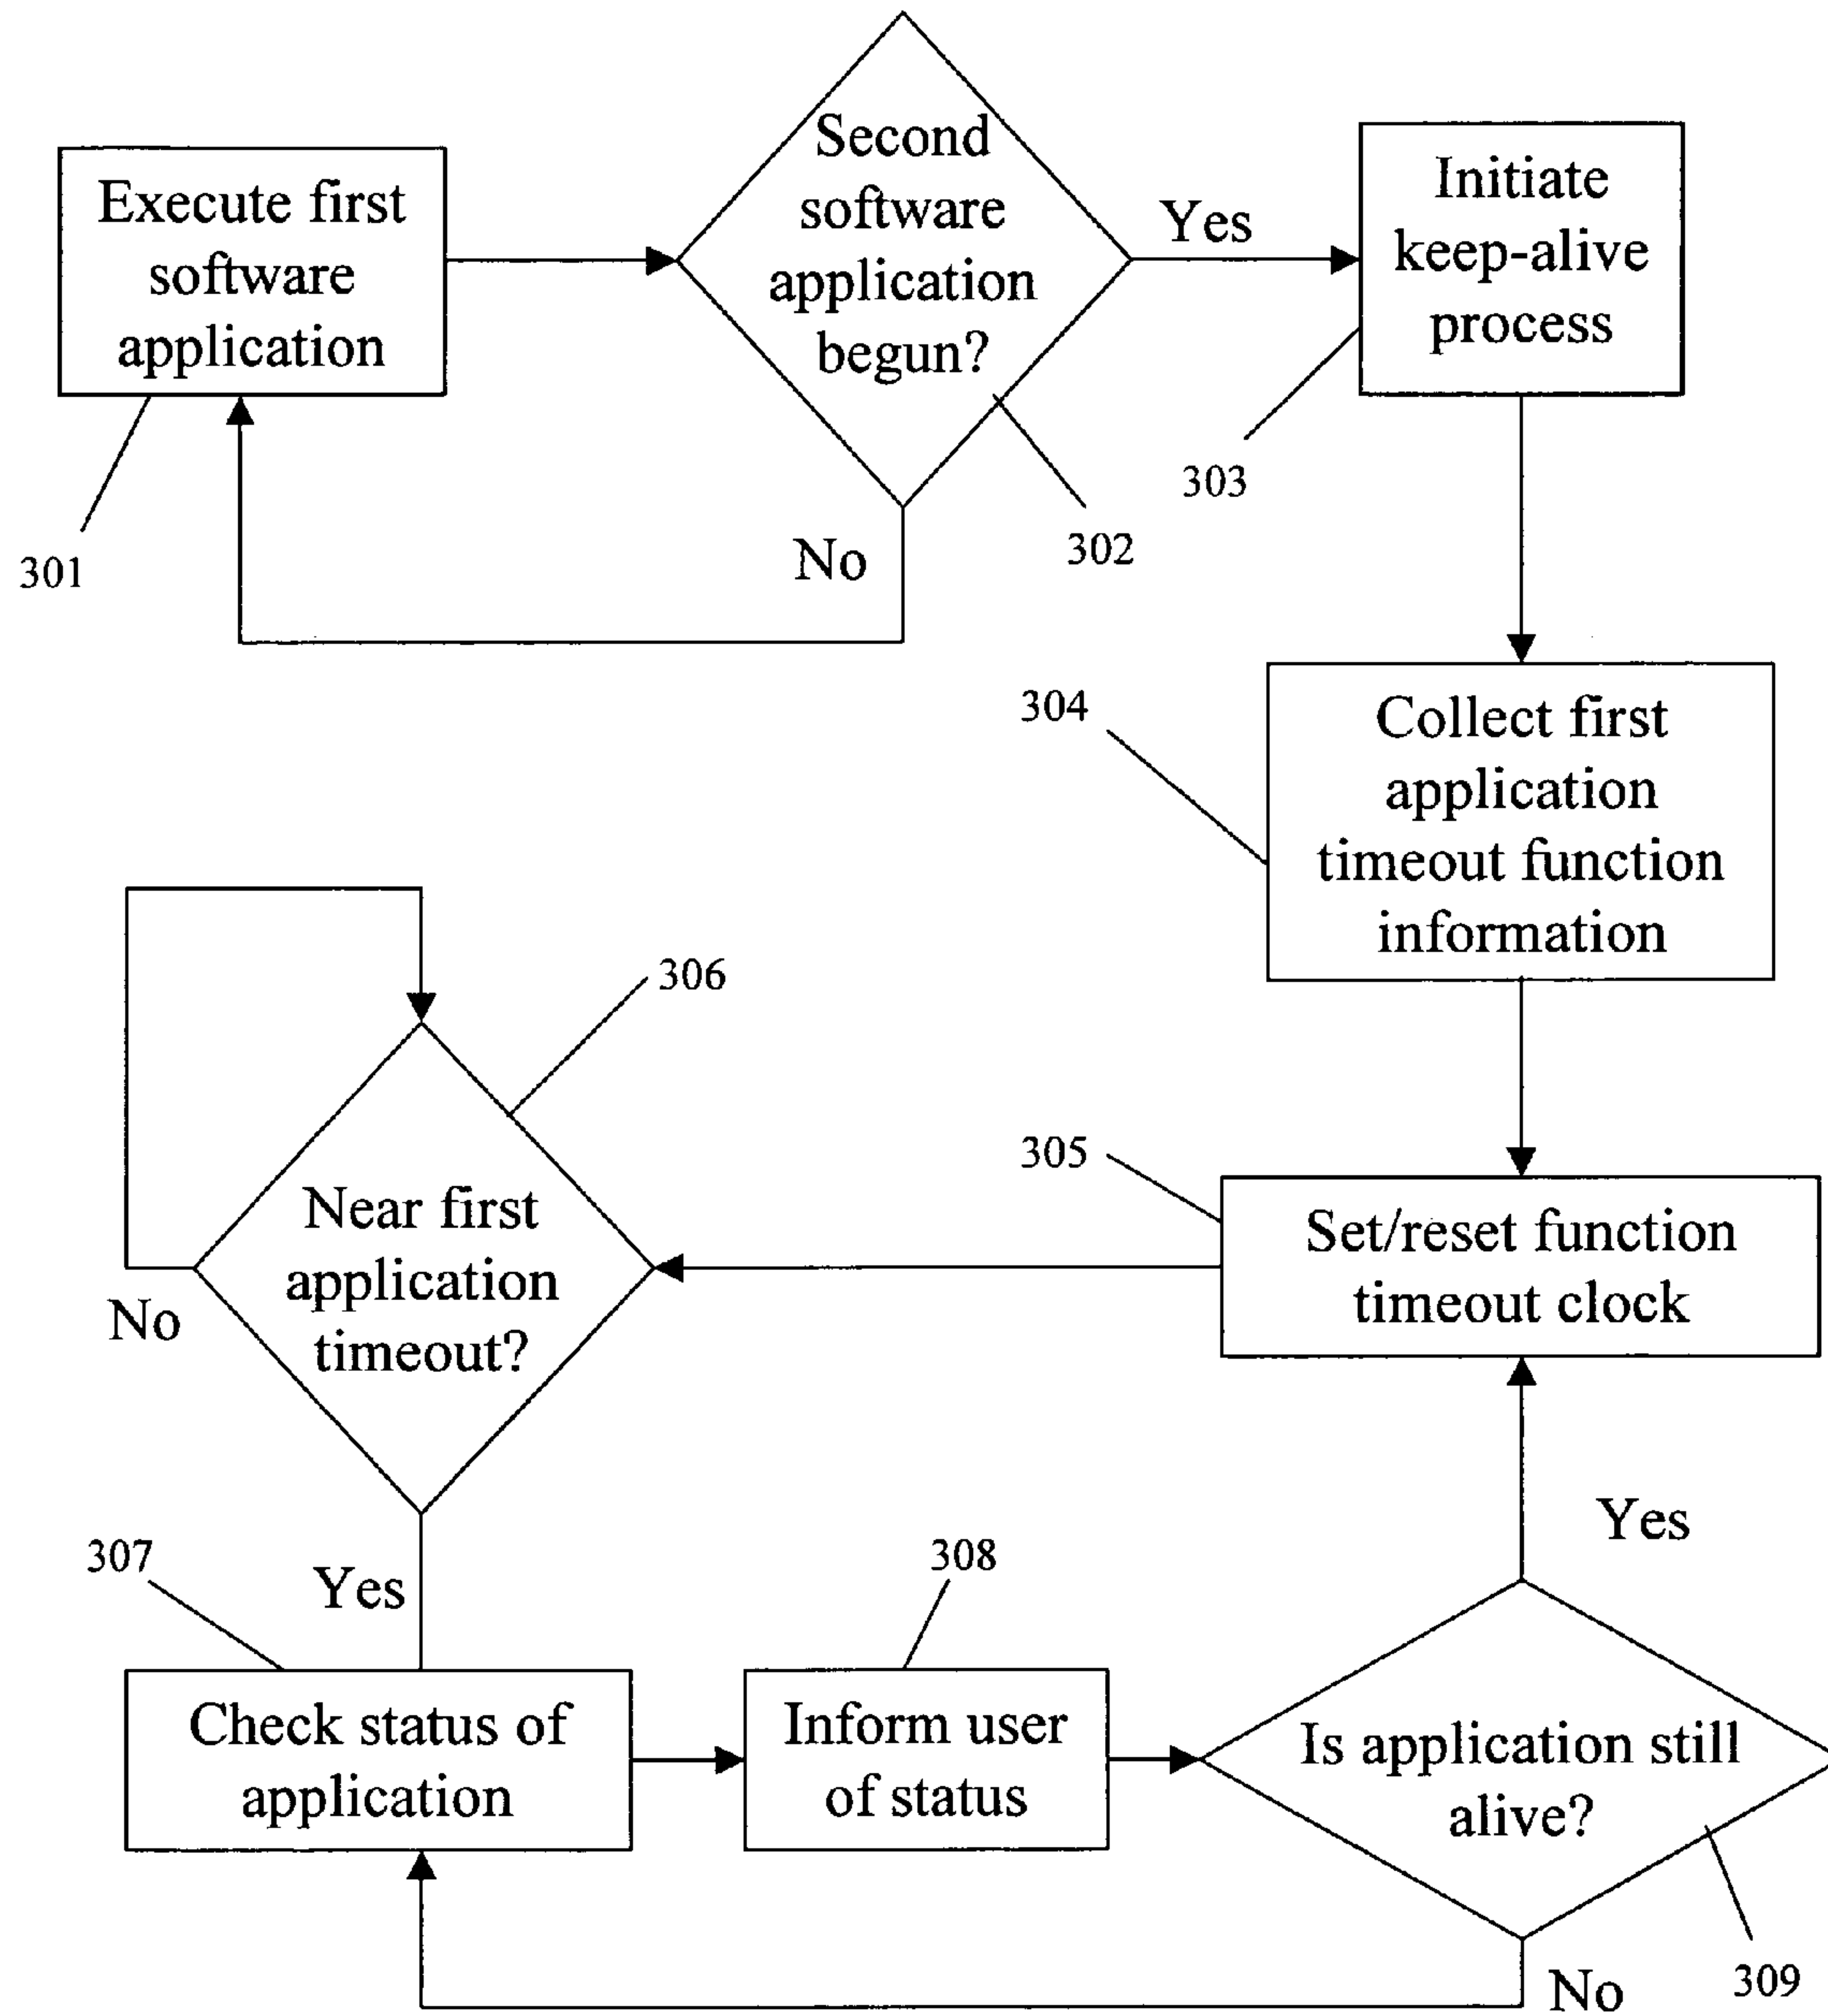 Execute first
software
application
301
Second
software
application
begun?
302
Yes
No
Initiate
keep-alive
process
303
Collect first
application
timeout function
information
304
Set/reset function
timeout clock
305
Near first
application
timeout?
306
No
Yes
Check status of
application
307
Inform user
of status
308
Is application still
alive?
309
Yes
No